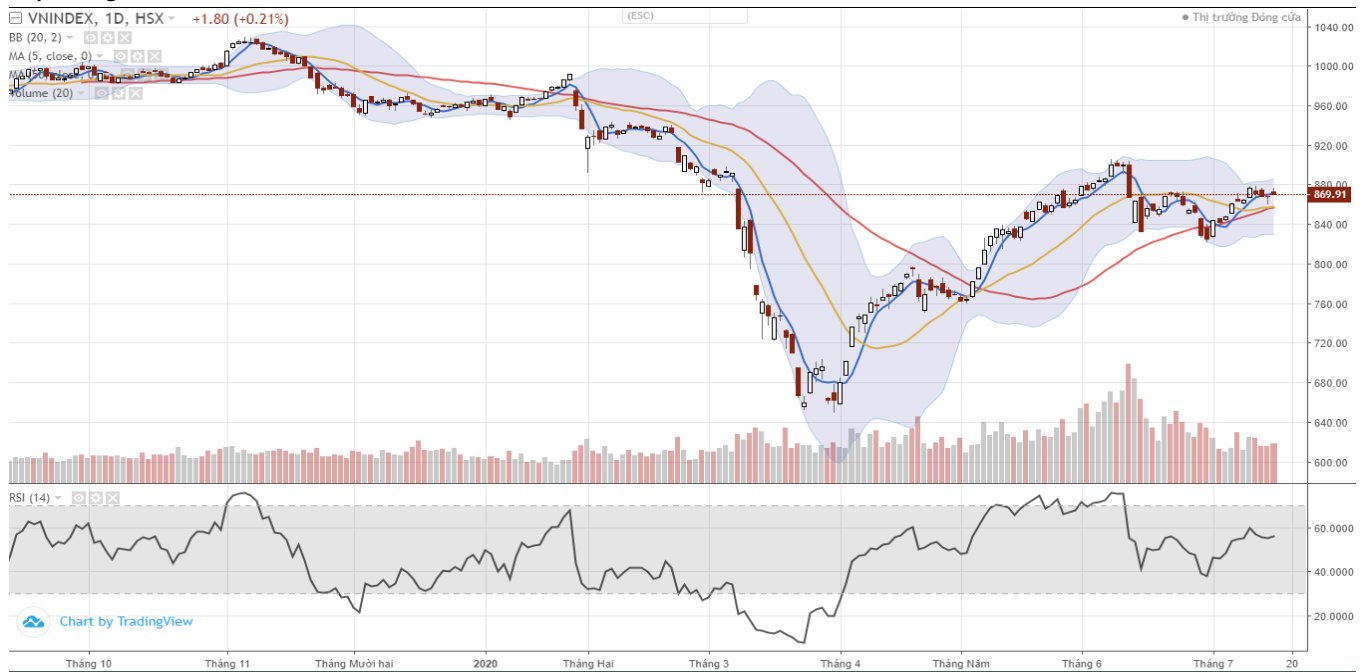 VNINDEX, 1D, HSX +1.80 (+0.21%)
(ESC)
Thị trường Đóng cửa
BB (20, 2)
MA (5, close, 0)
Volume (20)
1040.00
1000.00
960.00
920.00
880.00
869.91
840.00
800.00
760.00
720.00
680.00
640.00
600.00
RSI (14)
60.0000
40.0000
20.0000
Chart by TradingView
Tháng 10 Tháng 11 Tháng Mười hai 2020 Tháng Hai Tháng 3 Tháng 4 Tháng Năm Tháng 6 Tháng 7 20